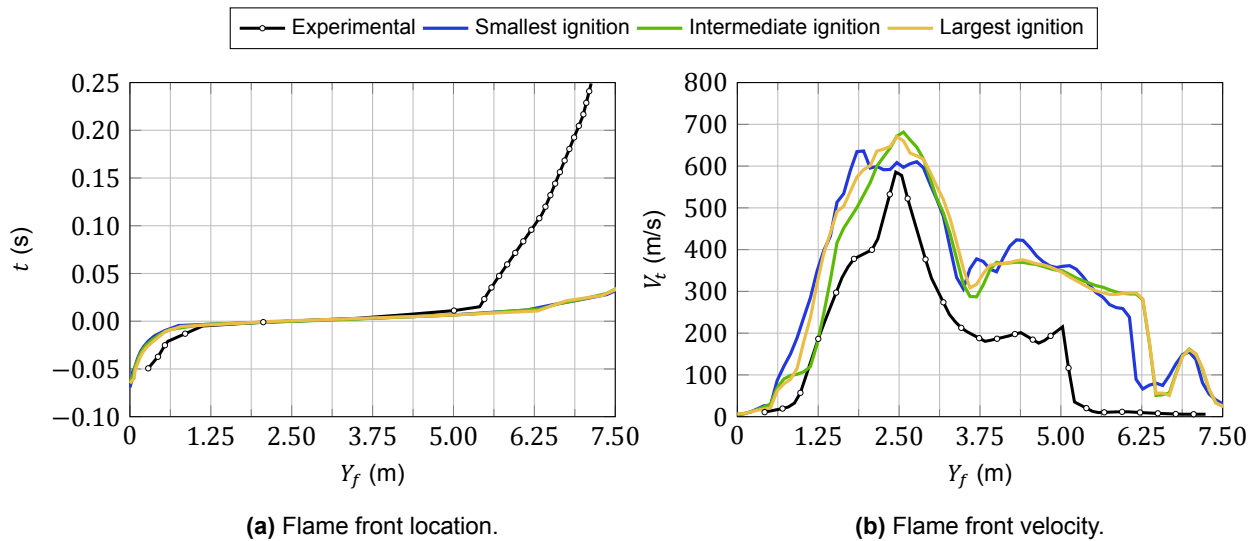 Experimental Smallest ignition Intermediate ignition Largest ignition
0.25
0.20
0.15
0.10
0.05
0.00
−0.05
−0.10
t (s)
0 1.25 2.50 3.75 5.00 6.25 7.50
Y_f (m)
(a) Flame front location.
800
700
600
500
400
300
200
100
0
V_t (m/s)
0 1.25 2.50 3.75 5.00 6.25 7.50
Y_f (m)
(b) Flame front velocity.